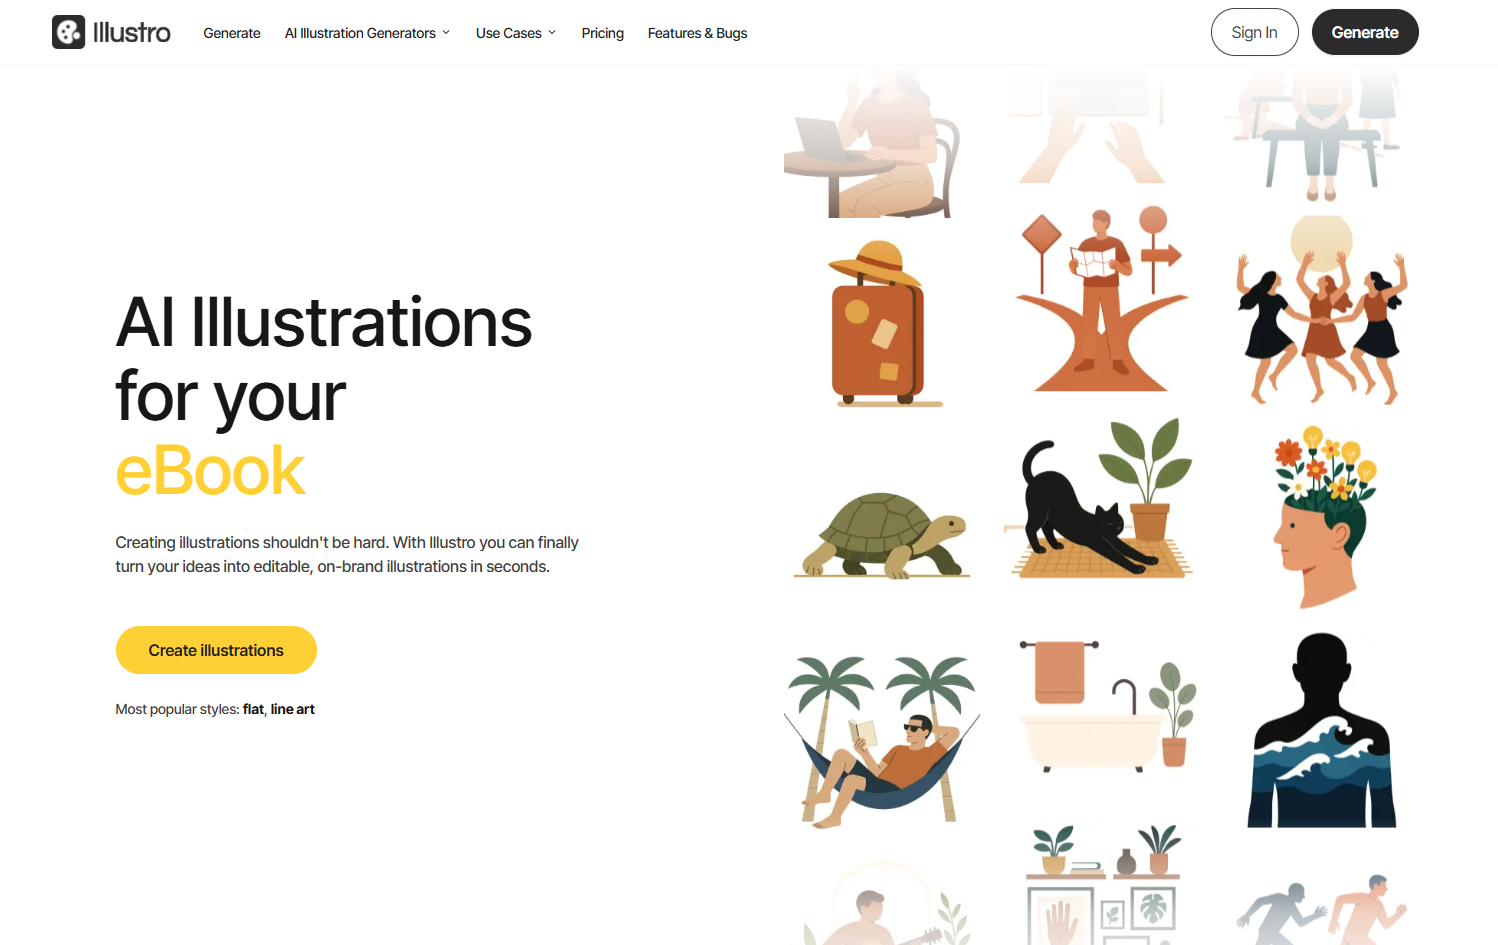 Illustro
Generate
AI Illustration Generators
Use Cases
Pricing
Features & Bugs
Sign In
Generate
AI Illustrations
for your
eBook
Creating illustrations shouldn't be hard. With Illustro you can finally
turn your ideas into editable, on-brand illustrations in seconds.
Create illustrations
Most popular styles: flat, line art